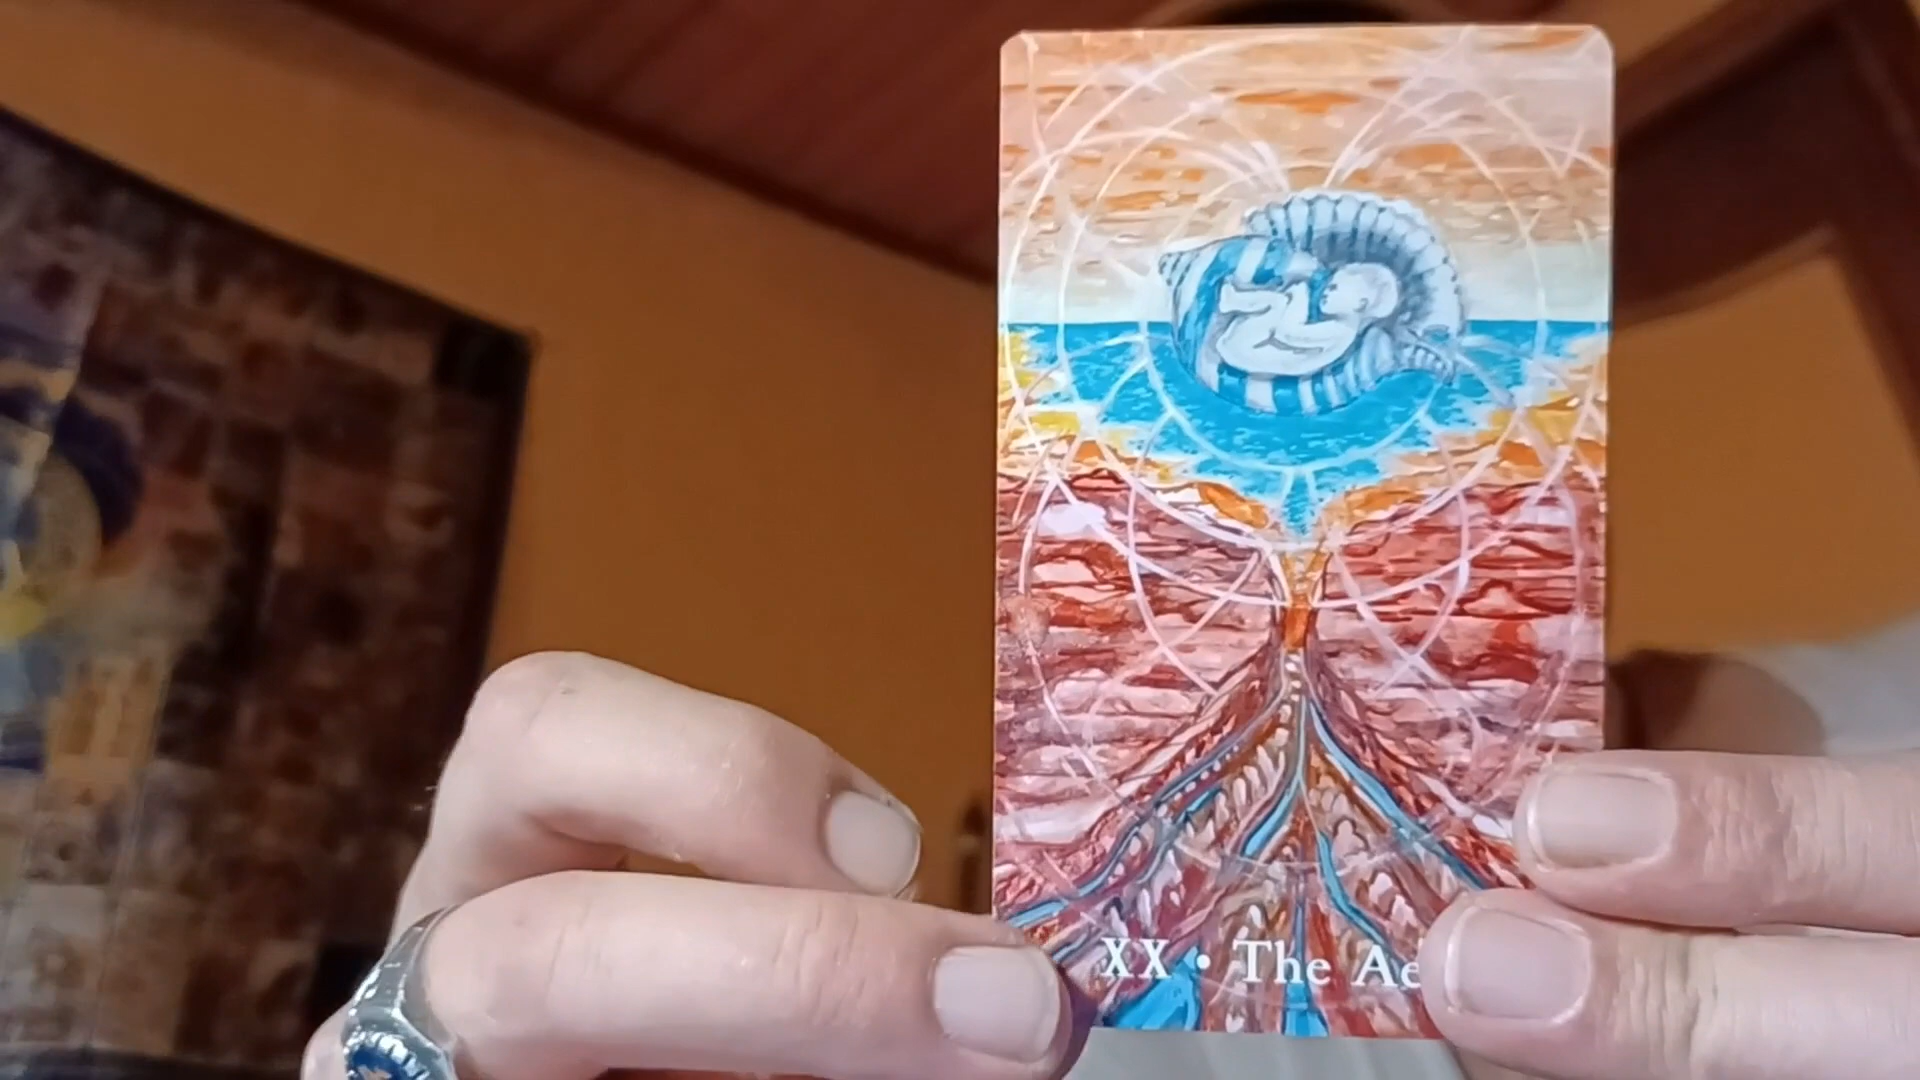 XX • The Ae